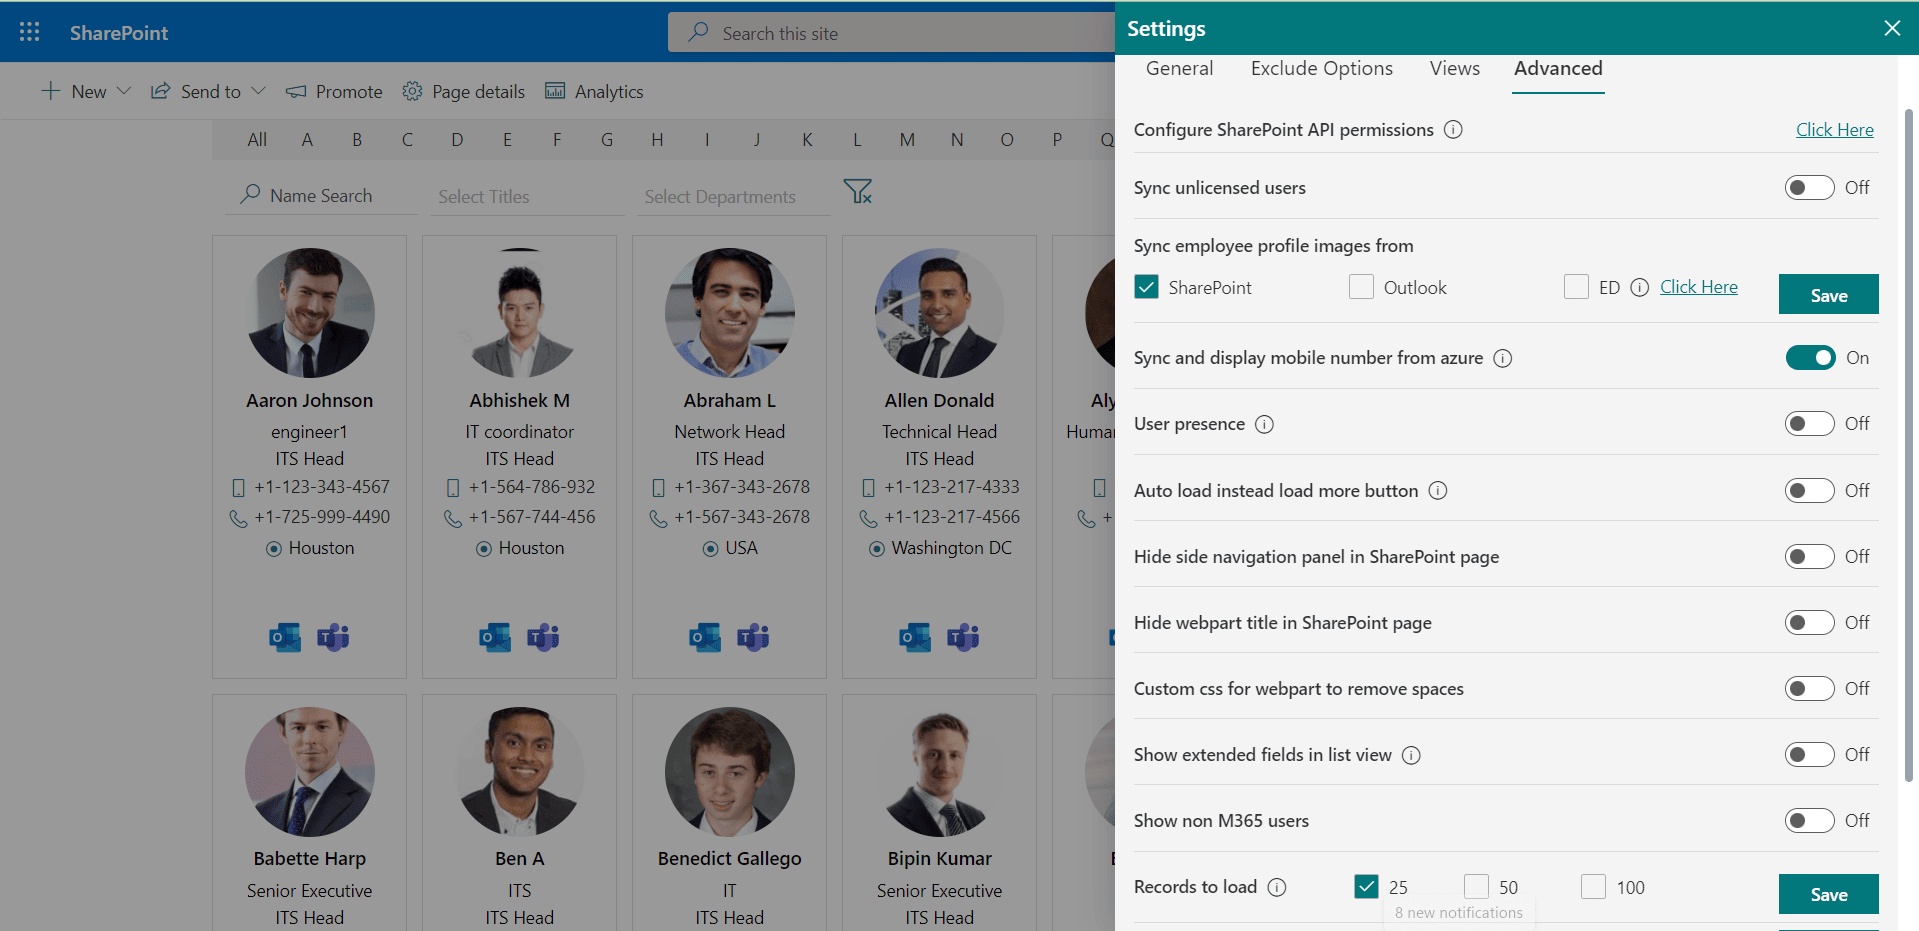 SharePoint
Search this site
New
Send to
Promote
Page details
Analytics
All A B C D E F G H I J K L M N O P Q
Name Search
Select Titles
Select Departments
Aaron Johnson
engineer1
ITS Head
+1-123-343-4567
+1-725-999-4490
Houston
Abhishek M
IT coordinator
ITS Head
+1-564-786-932
+1-567-744-456
Houston
Abraham L
Network Head
ITS Head
+1-367-343-2678
+1-567-343-2678
USA
Allen Donald
Technical Head
ITS Head
+1-123-217-4333
+1-123-217-4566
Washington DC
Aly
Human
+
Babette Harp
Senior Executive
ITS Head
Ben A
ITS
ITS Head
Benedict Gallego
IT
ITS Head
Bipin Kumar
Senior Executive
ITS Head
Settings
General
Exclude Options
Views
Advanced
Configure SharePoint API permissions
Click Here
Sync unlicensed users
Off
Sync employee profile images from
SharePoint
Outlook
ED
Click Here
Save
Sync and display mobile number from azure
On
User presence
Off
Auto load instead load more button
Off
Hide side navigation panel in SharePoint page
Off
Hide webpart title in SharePoint page
Off
Custom css for webpart to remove spaces
Off
Show extended fields in list view
Off
Show non M365 users
Off
Records to load
25
50
100
Save
8 new notifications